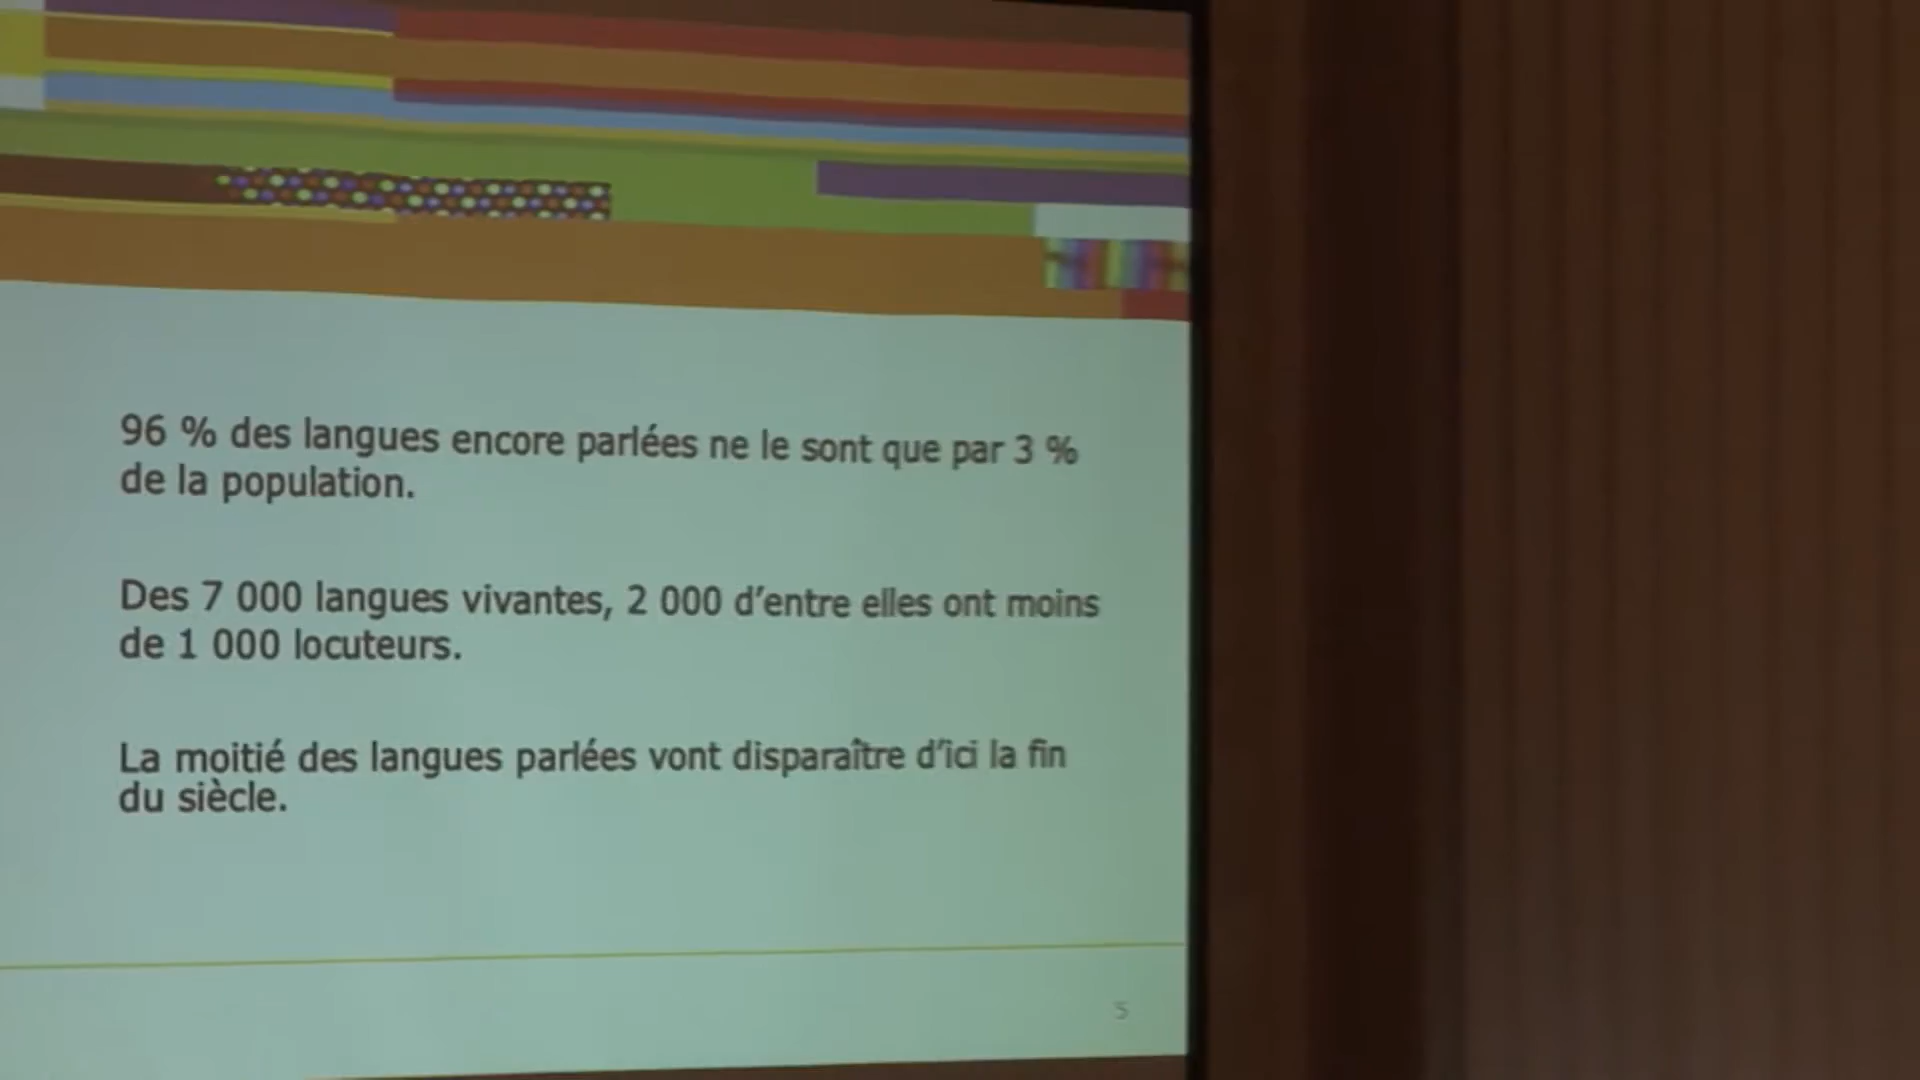 96 % des langues encore parlées ne le sont que par 3 %
de la population.
Des 7 000 langues vivantes, 2 000 d'entre elles ont moins
de 1 000 locuteurs.
La moitié des langues parlées vont disparaître d'ici la fin
du siècle.
5